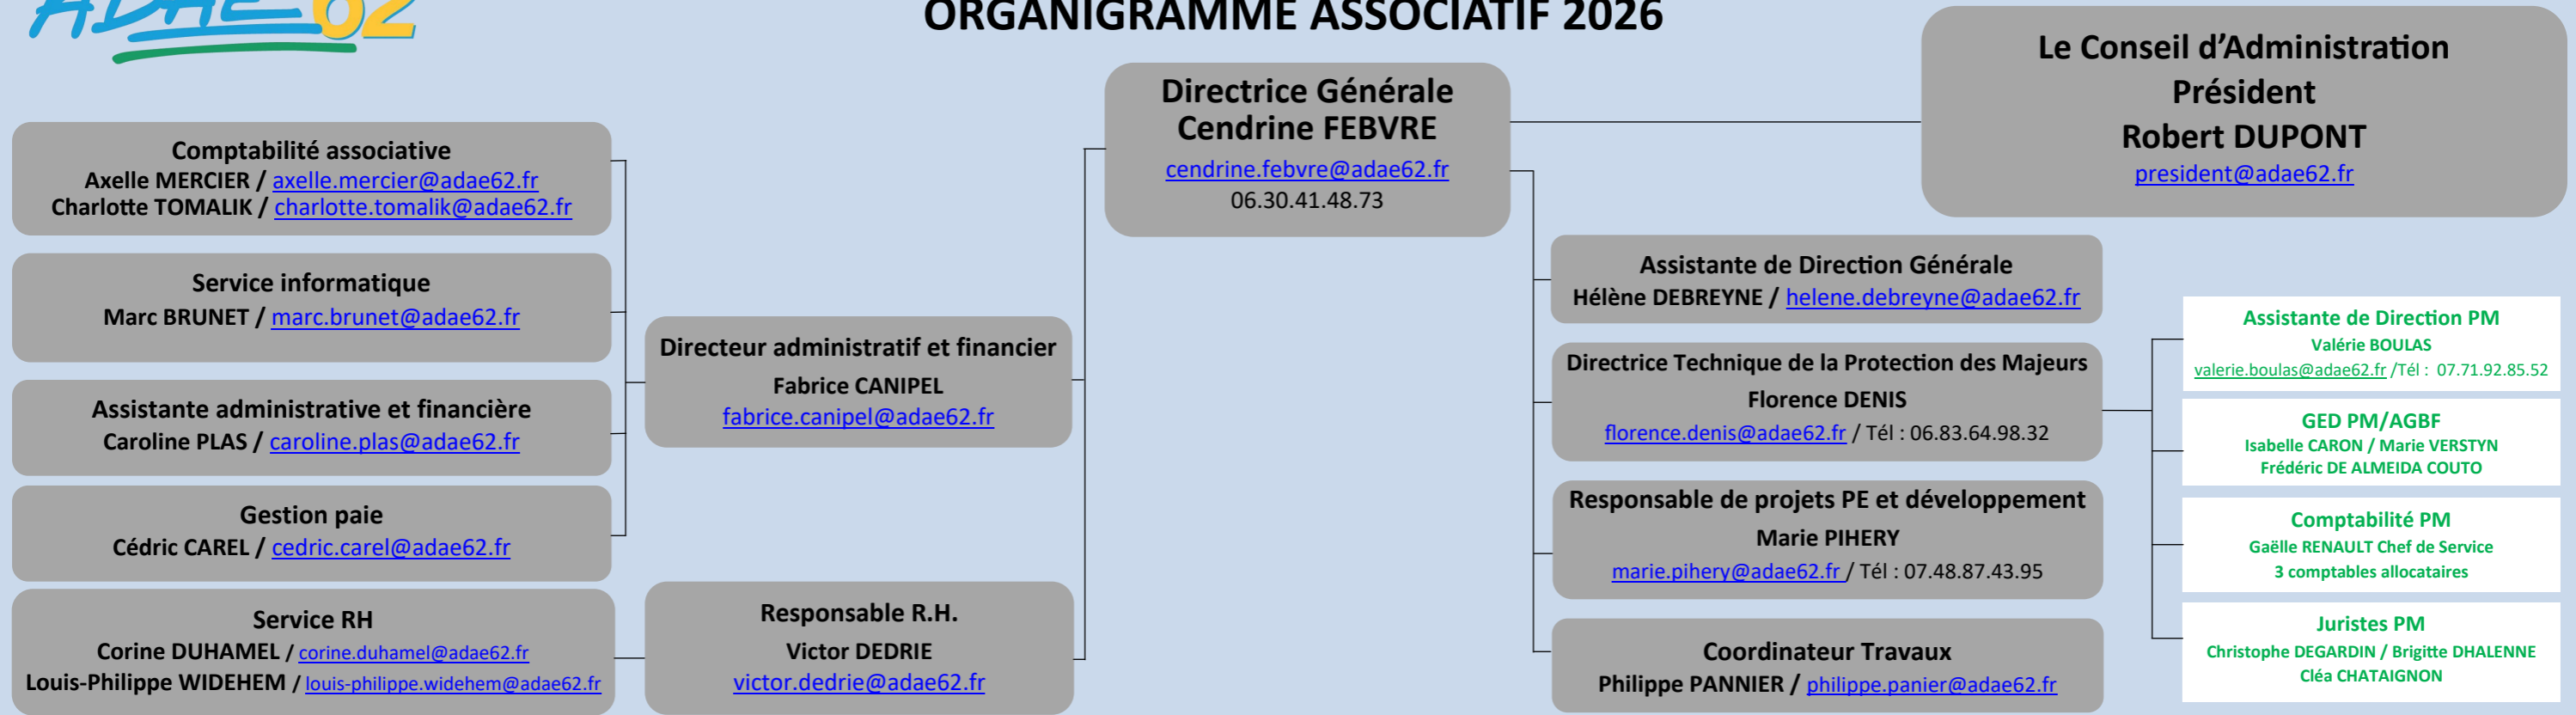 ADAE 62
ORGANIGRAMME ASSOCIATIF 2026
Le Conseil d'Administration
Président
Robert DUPONT
president@adae62.fr
Directrice Générale
Cendrine FEBVRE
cendrine.febvre@adae62.fr
06.30.41.48.73
Comptabilité associative
Axelle MERCIER / axelle.mercier@adae62.fr
Charlotte TOMALIK / charlotte.tomalik@adae62.fr
Service informatique
Marc BRUNET / marc.brunet@adae62.fr
Assistante administrative et financière
Caroline PLAS / caroline.plas@adae62.fr
Gestion paie
Cédric CAREL / cedric.carel@adae62.fr
Service RH
Corine DUHAMEL / corine.duhamel@adae62.fr
Louis-Philippe WIDEHEM / louis-philippe.widehem@adae62.fr
Directeur administratif et financier
Fabrice CANIPEL
fabrice.canipel@adae62.fr
Responsable R.H.
Victor DEDRIE
victor.dedrie@adae62.fr
Assistante de Direction Générale
Hélène DEBREYNE / helene.debreyne@adae62.fr
Directrice Technique de la Protection des Majeurs
Florence DENIS
florence.denis@adae62.fr / Tél : 06.83.64.98.32
Responsable de projets PE et développement
Marie PIHERY
marie.pihery@adae62.fr / Tél : 07.48.87.43.95
Coordinateur Travaux
Philippe PANNIER / philippe.panier@adae62.fr
Assistante de Direction PM
Valérie BOULAS
valerie.boulas@adae62.fr /Tél : 07.71.92.85.52
GED PM/AGBF
Isabelle CARON / Marie VERSTYN
Frédéric DE ALMEIDA COUTO
Comptabilité PM
Gaëlle RENAULT Chef de Service
3 comptables allocataires
Juristes PM
Christophe DEGARDIN / Brigitte DHALENNE
Cléa CHATAIGNON